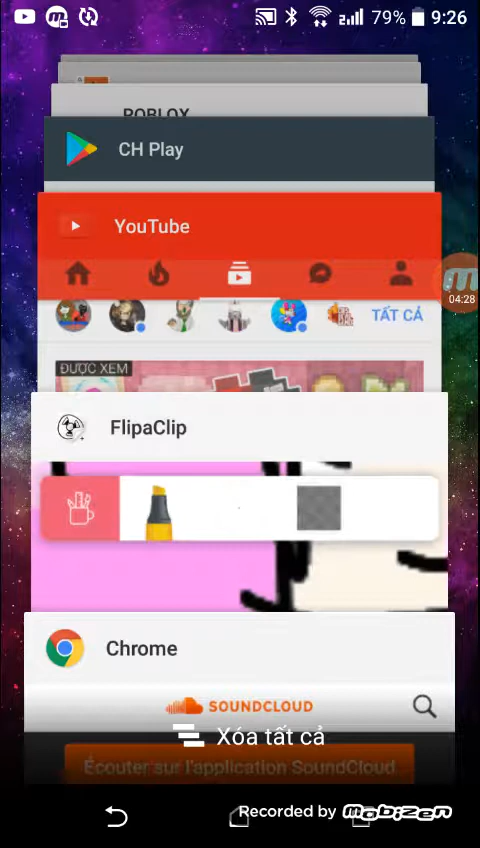 79% 9:26
ROBLOX
CH Play
YouTube
04:28
TẤT CẢ
ĐƯỢC XEM
FlipaClip
Chrome
SOUNDCLOUD
Xóa tất cả
Écouter sur l'application SoundCloud
Recorded by mobizen